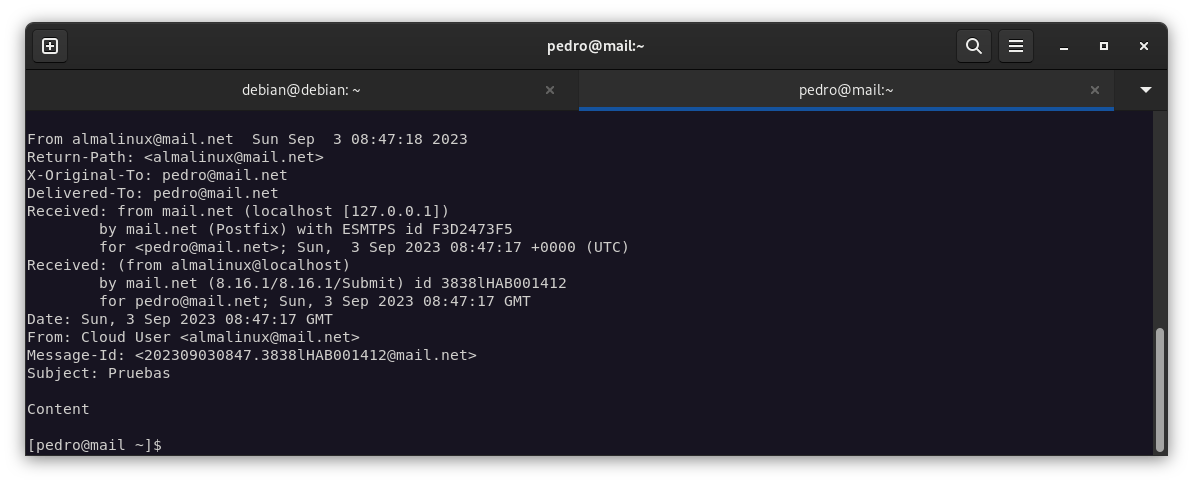 pedro@mail:~
debian@debian: ~
pedro@mail:~
From almalinux@mail.net  Sun Sep  3 08:47:18 2023
Return-Path: <almalinux@mail.net>
X-Original-To: pedro@mail.net
Delivered-To: pedro@mail.net
Received: from mail.net (localhost [127.0.0.1])
        by mail.net (Postfix) with ESMTPS id F3D2473F5
        for <pedro@mail.net>; Sun,  3 Sep 2023 08:47:17 +0000 (UTC)
Received: (from almalinux@localhost)
        by mail.net (8.16.1/8.16.1/Submit) id 3838lHAB001412
        for pedro@mail.net; Sun, 3 Sep 2023 08:47:17 GMT
Date: Sun, 3 Sep 2023 08:47:17 GMT
From: Cloud User <almalinux@mail.net>
Message-Id: <202309030847.3838lHAB001412@mail.net>
Subject: Pruebas

Content

[pedro@mail ~]$